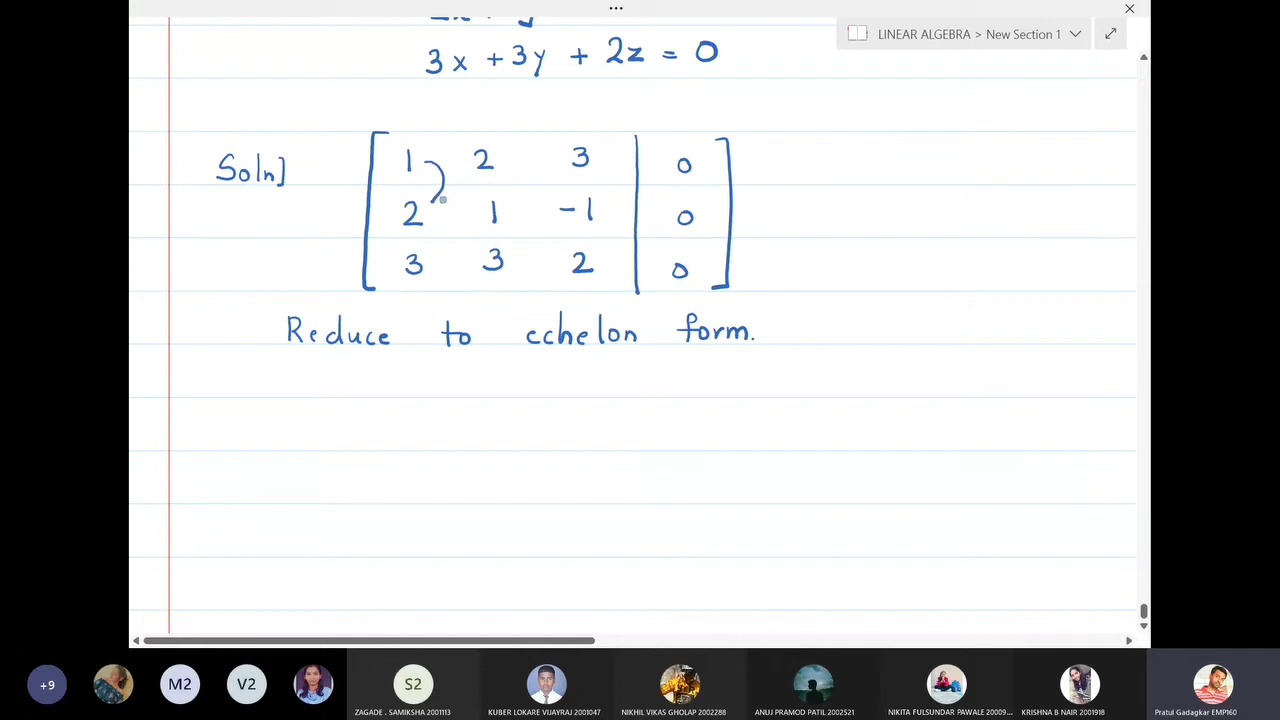 LINEAR ALGEBRA > New Section 1
3x + 3y + 2z = 0
Soln]
1 2 3 | 0
2 1 -1 | 0
3 3 2 | 0
Reduce to echelon form.
+9
M2
V2
S2
ZAGADE . SAMIKSHA 2001113
KUBER LOKARE VIJAYRAJ 2001047
NIKHIL VIKAS GHOLAP 2002288
ANUJ PRAMOD PATIL 2002521
NIKITA FULSUNDAR PAWALE 20009...
KRISHNA B NAIR 2001918
Pratul Gadagkar EMP160